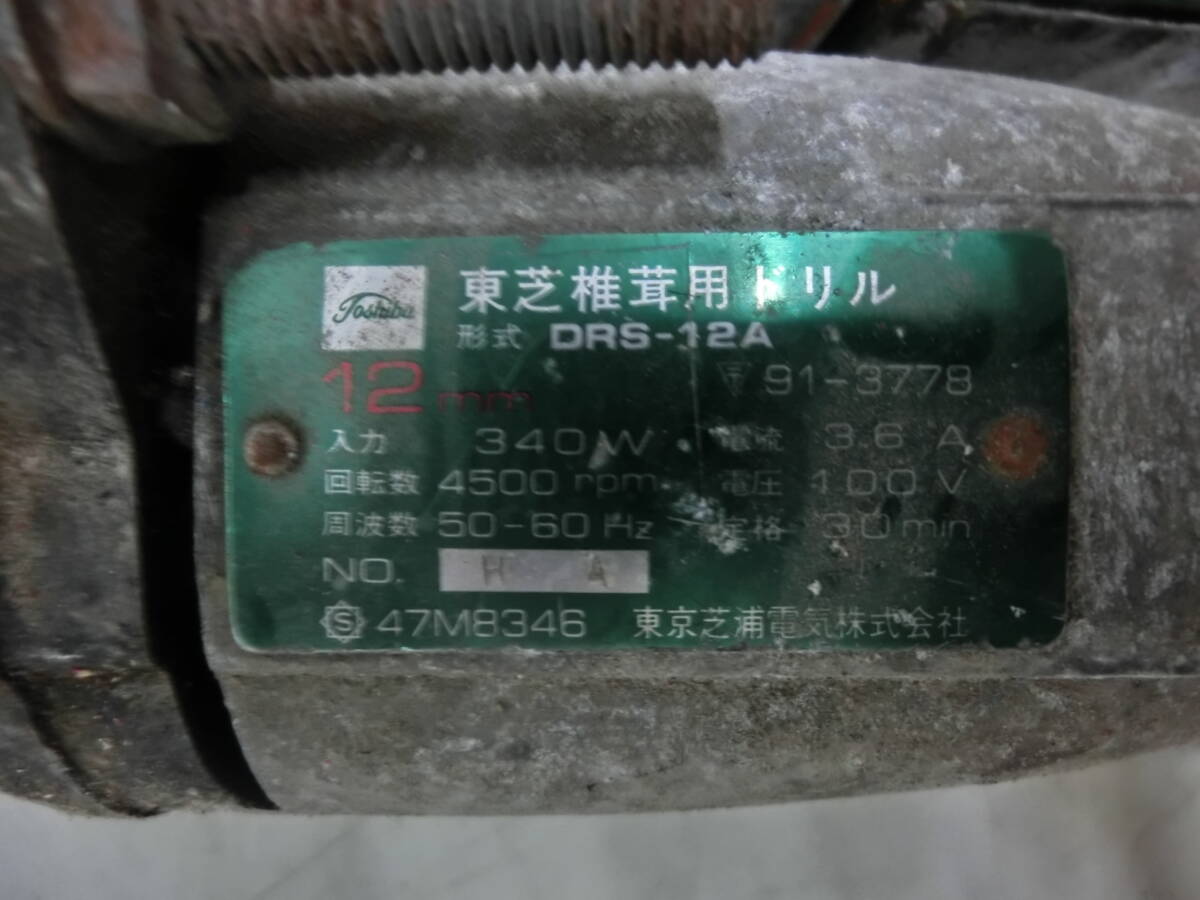 Toshiba
東芝椎茸用ドリル
形式 DRS-12A
12mm
〒 91-3778
入力 340W 電流 3.6 A
回転数 4500 rpm 電圧 100 V
周波数 50-60 Hz 定格 30 min
NO. H A
S 47M8346 東京芝浦電気株式会社